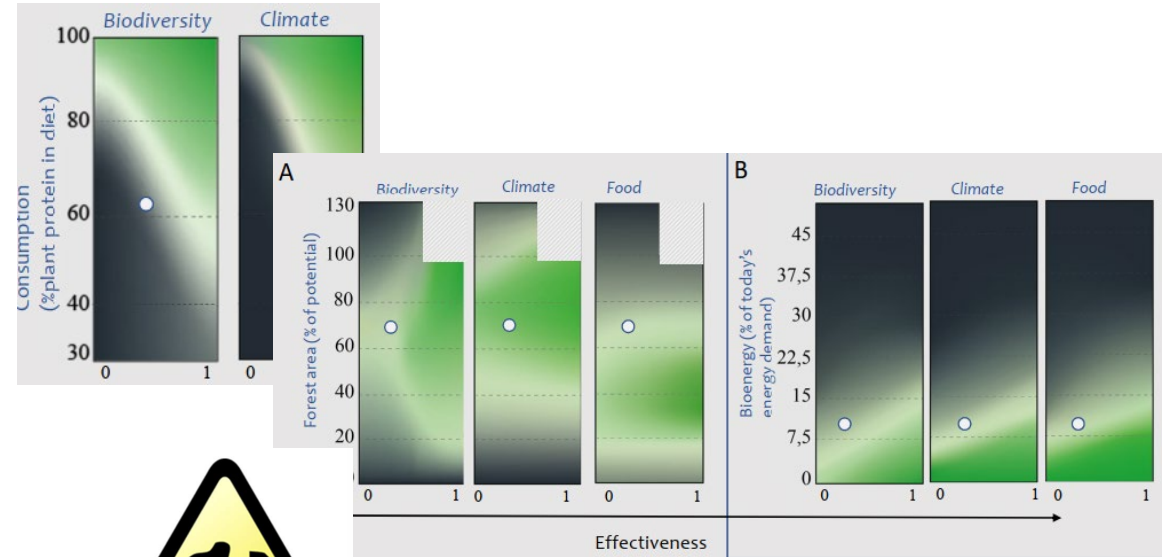 Biodiversity Climate
100
80
60
40
30
Consumption
(%plant protein in diet)
0 1 0
A
Biodiversity Climate Food
130
100
80
60
40
20
Forest area (% of potential)
0 1 0 1 0 1
B
Biodiversity Climate Food
45
37,5
30
22,5
15
7,5
0
Bioenergy (% of today's
energy demand)
0 1 0 1 0 1
Effectiveness